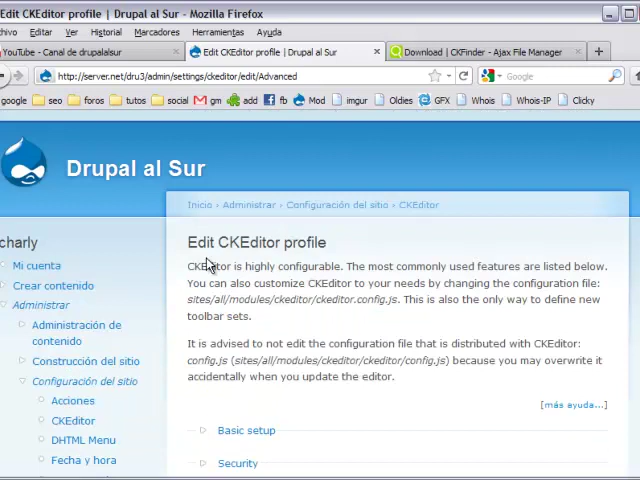 Edit CKEditor profile | Drupal al Sur - Mozilla Firefox
Editar Ver Historial Marcadores Herramientas Ayuda
YouTube - Canal de drupalalsur
Edit CKEditor profile | Drupal al Sur
Download | CKFinder - Ajax File Manager
http://server.net/dru3/admin/settings/ckeditor/edit/Advanced
Google
google seo foros tutos social gm add fb Mod imgur Oldies GFX Whois Whois-IP Clicky
Drupal al Sur
Inicio › Administrar › Configuración del sitio › CKEditor
charly
Mi cuenta
Crear contenido
Administrar
Administración de
contenido
Construcción del sitio
Configuración del sitio
Acciones
CKEditor
DHTML Menu
Fecha y hora
Edit CKEditor profile
CKEditor is highly configurable. The most commonly used features are listed below.
You can also customize CKEditor to your needs by changing the configuration file:
sites/all/modules/ckeditor/ckeditor.config.js. This is also the only way to define new
toolbar sets.
It is advised to not edit the configuration file that is distributed with CKEditor:
config.js (sites/all/modules/ckeditor/ckeditor/config.js) because you may overwrite it
accidentally when you update the editor.
[más ayuda...]
Basic setup
Security